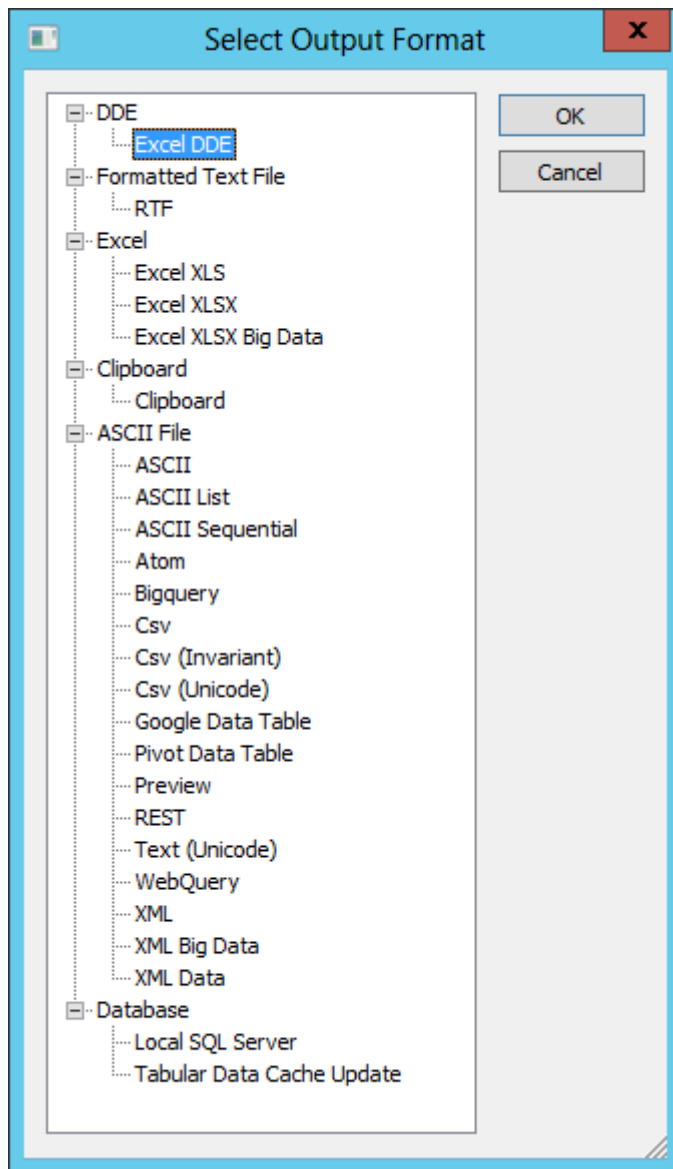 Select Output Format
x
DDE
Excel DDE
Formatted Text File
RTF
Excel
Excel XLS
Excel XLSX
Excel XLSX Big Data
Clipboard
Clipboard
ASCII File
ASCII
ASCII List
ASCII Sequential
Atom
Bigquery
Csv
Csv (Invariant)
Csv (Unicode)
Google Data Table
Pivot Data Table
Preview
REST
Text (Unicode)
WebQuery
XML
XML Big Data
XML Data
Database
Local SQL Server
Tabular Data Cache Update
OK
Cancel